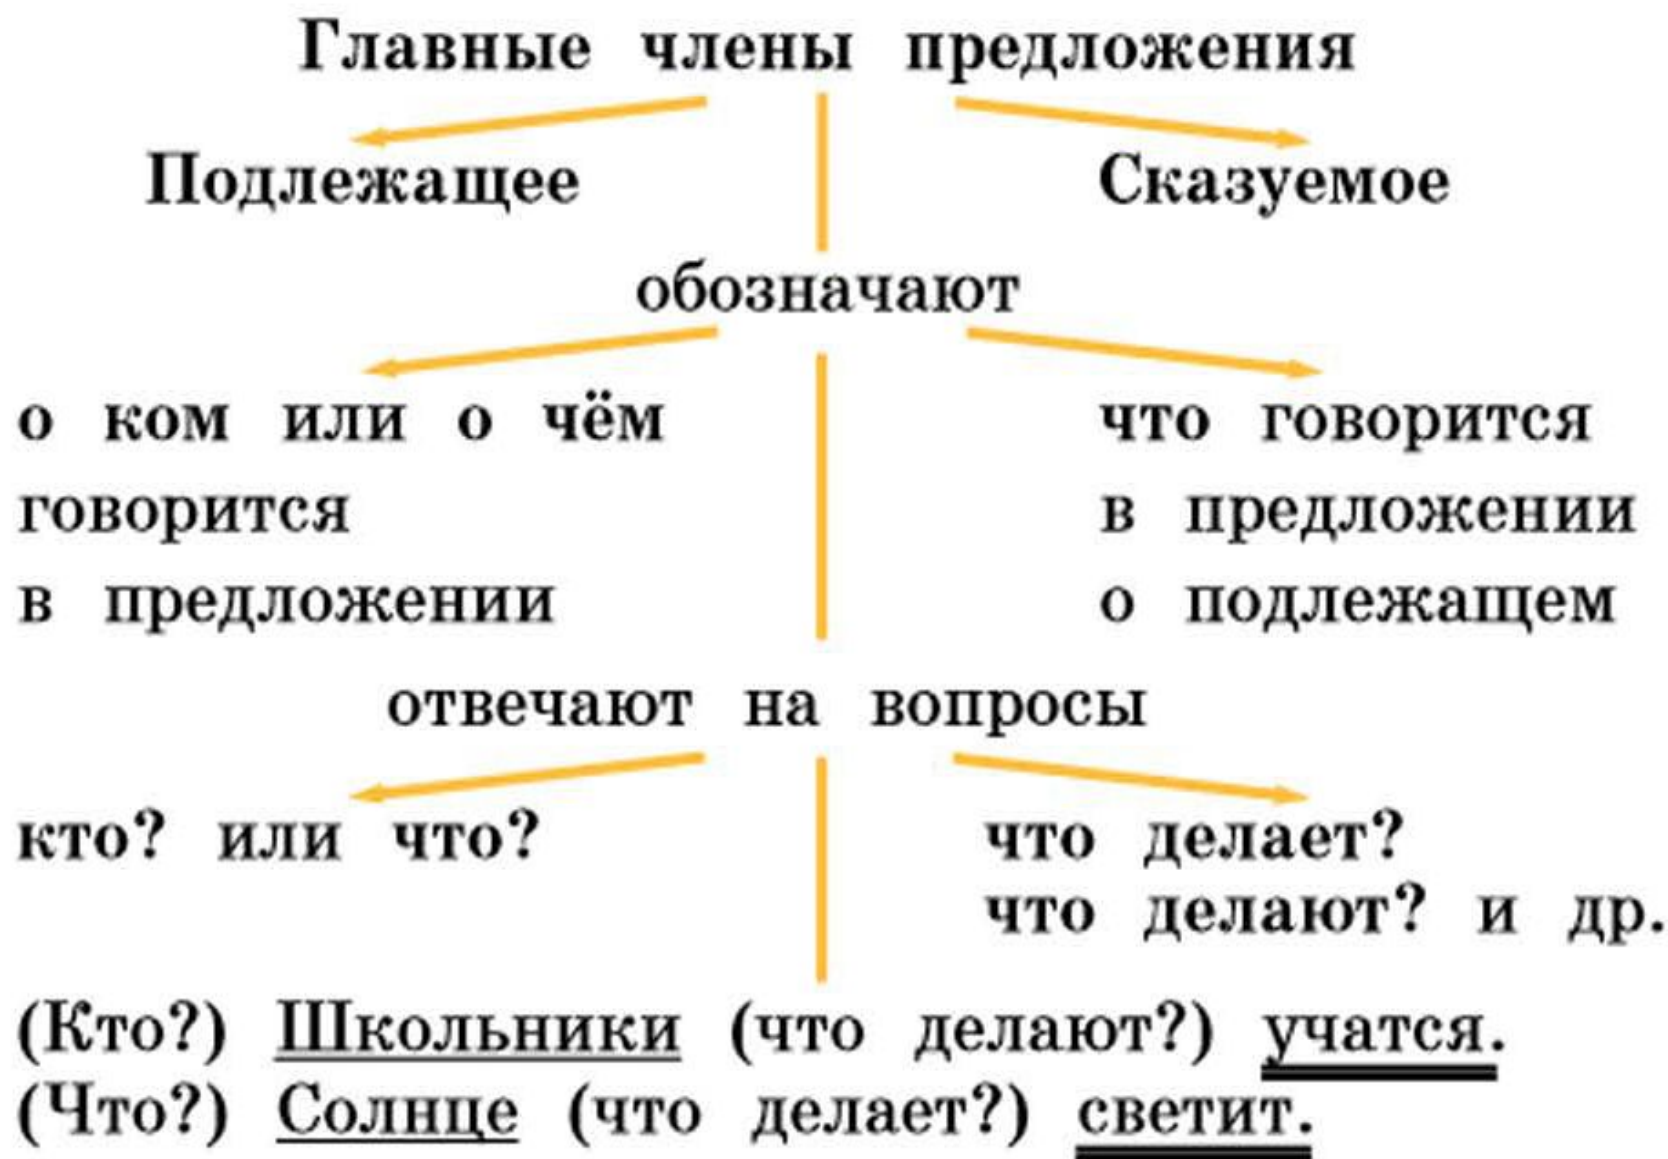 Главные члены предложения
Подлежащее
Сказуемое
обозначают
о ком или о чём
говорится
в предложении
что говорится
в предложении
о подлежащем
отвечают на вопросы
кто? или что?
что делает?
что делают? и др.
(Кто?) Школьники (что делают?) учатся.
(Что?) Солнце (что делает?) светит.